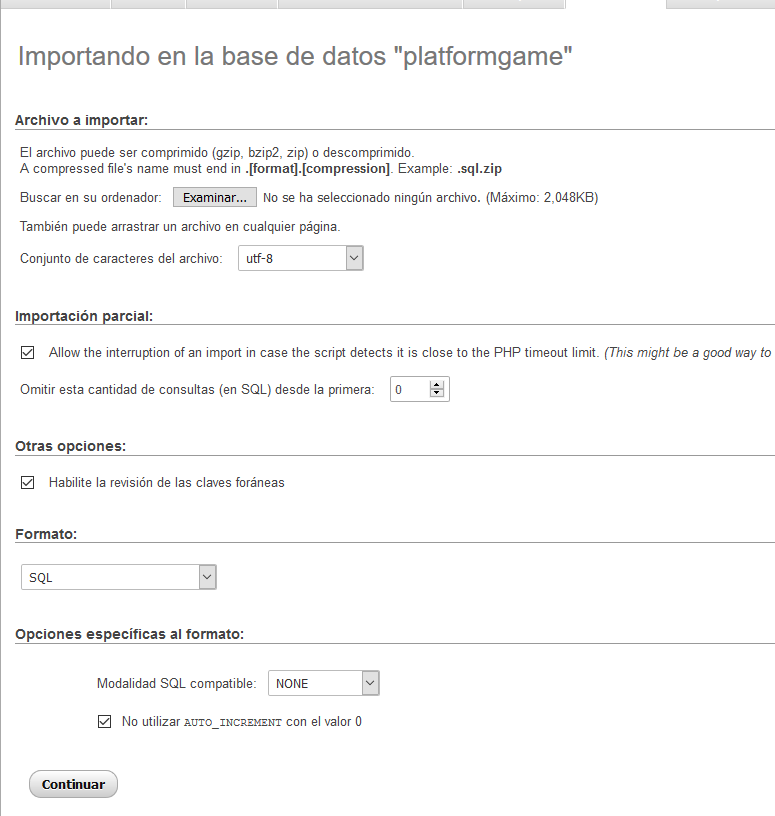 Importando en la base de datos "platformgame"
Archivo a importar:
El archivo puede ser comprimido (gzip, bzip2, zip) o descomprimido.
A compressed file's name must end in .[format].[compression]. Example: .sql.zip
Buscar en su ordenador: Examinar... No se ha seleccionado ningún archivo. (Máximo: 2,048KB)
También puede arrastrar un archivo en cualquier página.
Conjunto de caracteres del archivo: utf-8
Importación parcial:
Allow the interruption of an import in case the script detects it is close to the PHP timeout limit. (This might be a good way to
Omitir esta cantidad de consultas (en SQL) desde la primera: 0
Otras opciones:
Habilite la revisión de las claves foráneas
Formato:
SQL
Opciones específicas al formato:
Modalidad SQL compatible: NONE
No utilizar AUTO_INCREMENT con el valor 0
Continuar